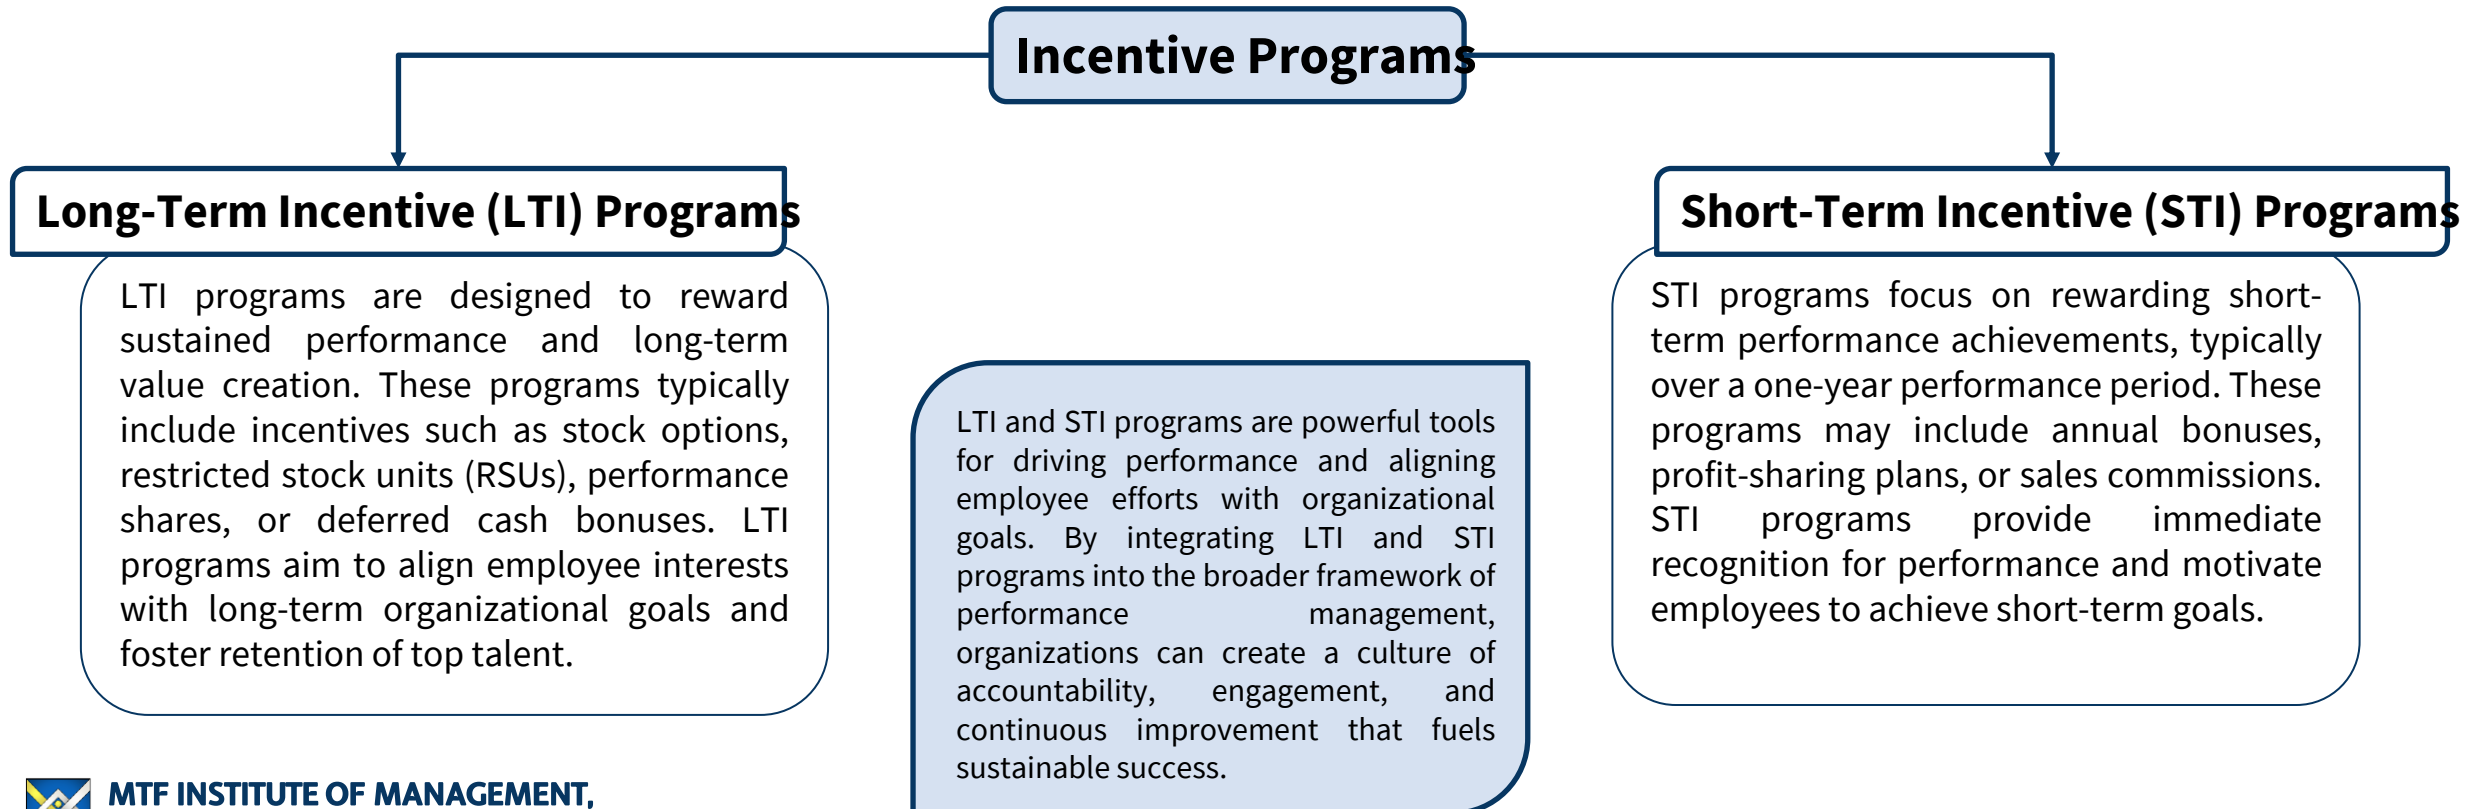 Incentive Programs
Long-Term Incentive (LTI) Programs
LTI programs are designed to reward
sustained performance and long-term
value creation. These programs typically
include incentives such as stock options,
restricted stock units (RSUs), performance
shares, or deferred cash bonuses. LTI
programs aim to align employee interests
with long-term organizational goals and
foster retention of top talent.
LTI and STI programs are powerful tools
for driving performance and aligning
employee efforts with organizational
goals. By integrating LTI and STI
programs into the broader framework of
performance management,
organizations can create a culture of
accountability, engagement, and
continuous improvement that fuels
sustainable success.
Short-Term Incentive (STI) Programs
STI programs focus on rewarding short-
term performance achievements, typically
over a one-year performance period. These
programs may include annual bonuses,
profit-sharing plans, or sales commissions.
STI programs provide immediate
recognition for performance and motivate
employees to achieve short-term goals.
MTF INSTITUTE OF MANAGEMENT,